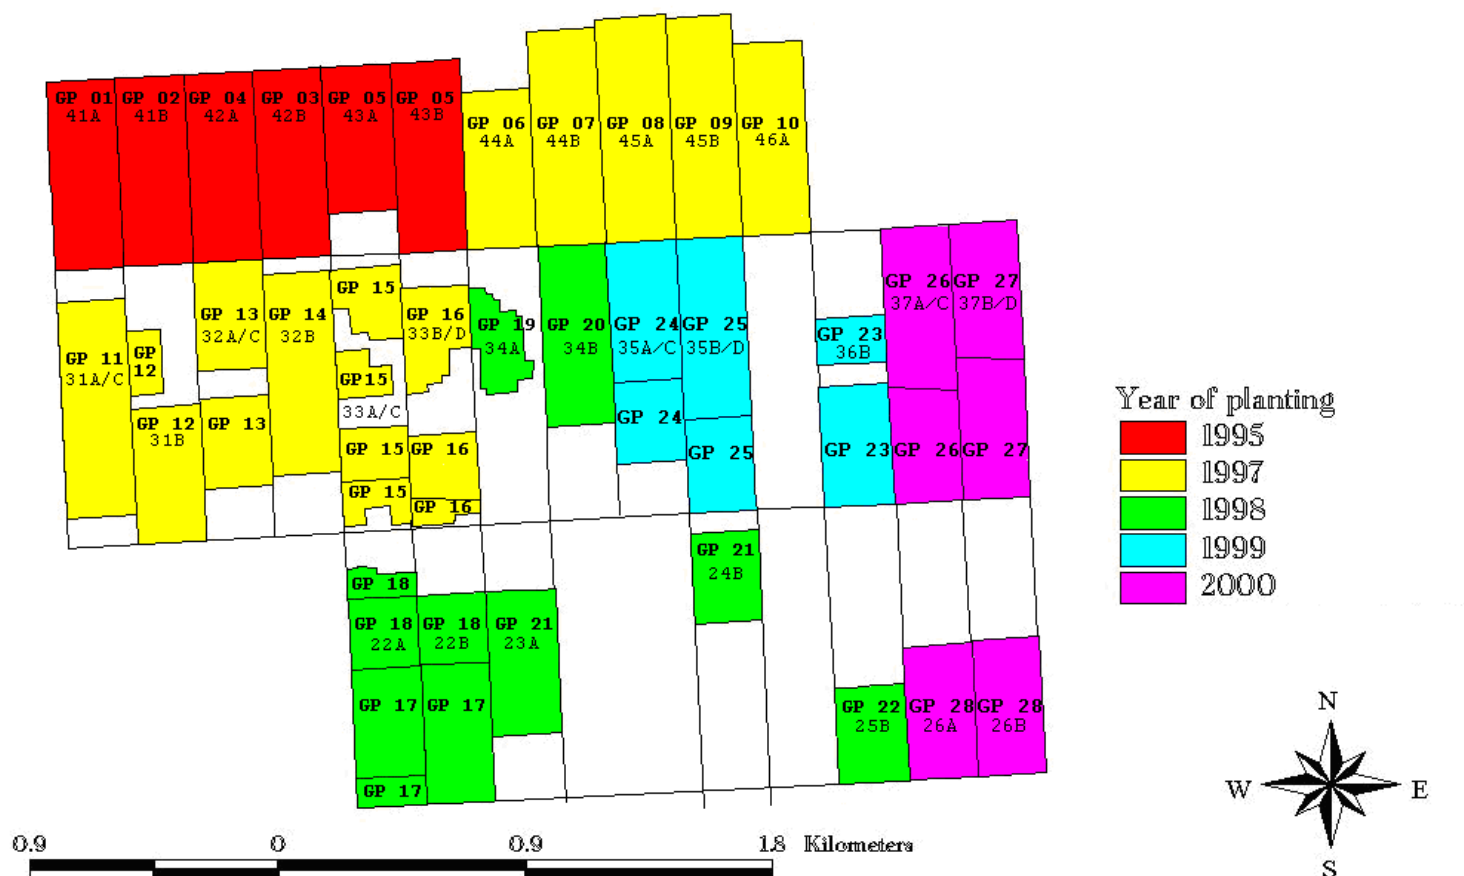 GP 01 GP 02 GP 04 GP 03 GP 05 GP 05
41A 41B 42A 42B 43A 43B
GP 06 GP 07 GP 08 GP 09 GP 10
44A 44B 45A 45B 46A
GP 26 GP 27
37A/C 37B/D
GP 15
GP 13 GP 14 GP 16
32A/C 32B 33B/D
GP 19 GP 20 GP 24 GP 25
34A 34B 35A/C 35B/D
GP 23
36B
GP 11
31A/C
GP
12
GP15
33A/C
GP 12
31B
GP 13
GP 24
GP 15 GP 16
GP 25
GP 23 GP 26 GP 27
GP 15
GP 16
Year of planting
1995
1997
1998
1999
2000
GP 21
24B
GP 18
GP 18 GP 18 GP 21
22A 22B 23A
GP 17 GP 17
GP 22 GP 28 GP 28
25B 26A 26B
GP 17
N
W E
S
0.9 0 0.9 1.8 Kilometers